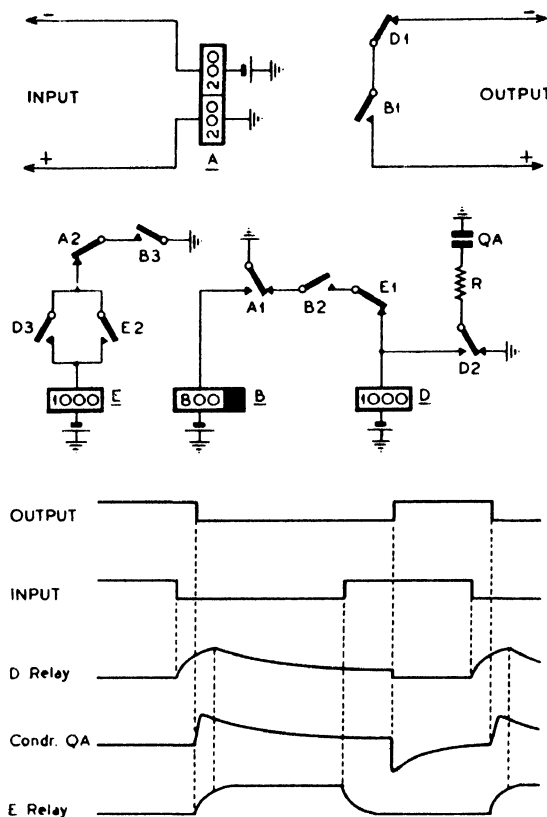 −
D1
−
INPUT
200
200
B1
OUTPUT
+
A
+
A2
B3
QA
D3
E2
A1
B2
E1
R
D2
1000
E
800
B
1000
D
OUTPUT
INPUT
D Relay
Condr. QA
E Relay